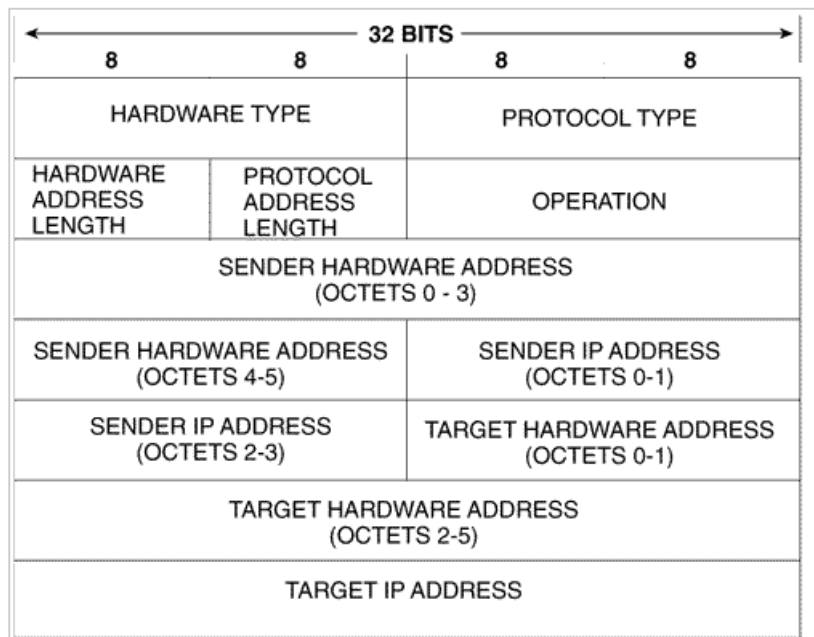 32 BITS
8 8 8 8
HARDWARE TYPE PROTOCOL TYPE
HARDWARE
ADDRESS
LENGTH
PROTOCOL
ADDRESS
LENGTH
OPERATION
SENDER HARDWARE ADDRESS
(OCTETS 0 - 3)
SENDER HARDWARE ADDRESS
(OCTETS 4-5)
SENDER IP ADDRESS
(OCTETS 0-1)
SENDER IP ADDRESS
(OCTETS 2-3)
TARGET HARDWARE ADDRESS
(OCTETS 0-1)
TARGET HARDWARE ADDRESS
(OCTETS 2-5)
TARGET IP ADDRESS